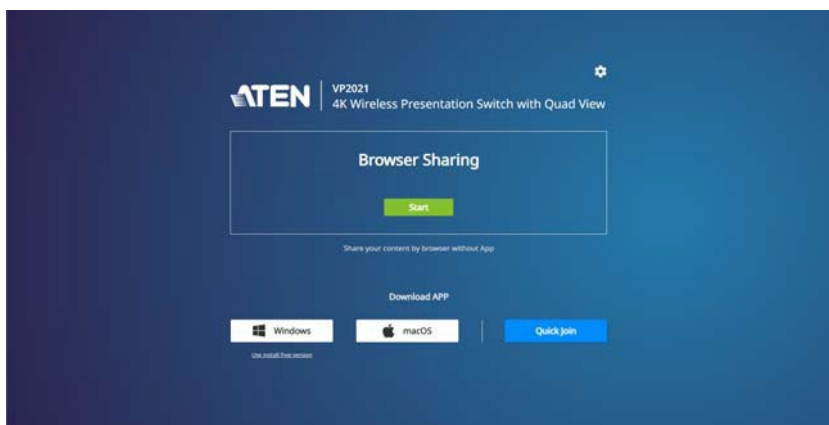 ATEN
VP2021
4K Wireless Presentation Switch with Quad View
Browser Sharing
Start
Share your content by browser without App
Download APP
Windows
macOS
Quick Join
Use install free version